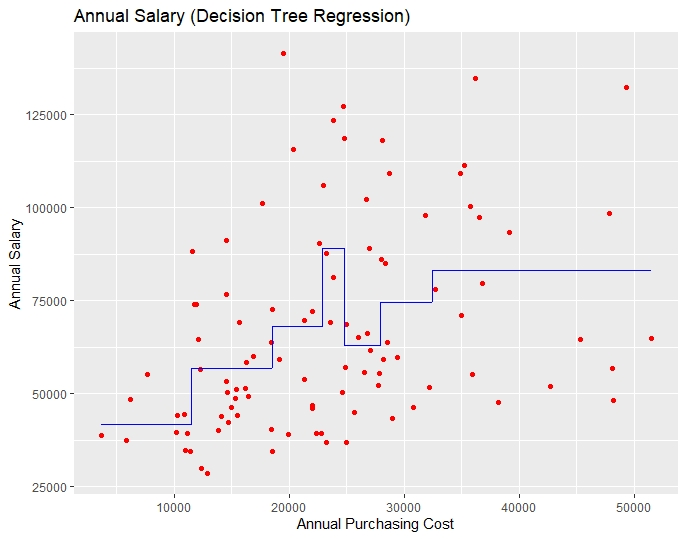 Annual Salary (Decision Tree Regression)
125000
100000
75000
50000
25000
Annual Salary
10000 20000 30000 40000 50000
Annual Purchasing Cost